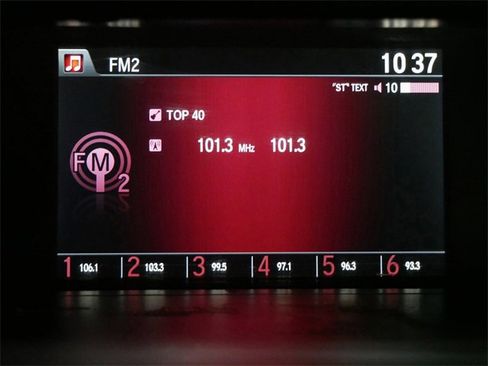 FM2 10 37
"ST" TEXT 10
TOP 40
101.3 MHz 101.3
FM 2
1 106.1 2 103.3 3 99.5 4 97.1 5 96.3 6 93.3